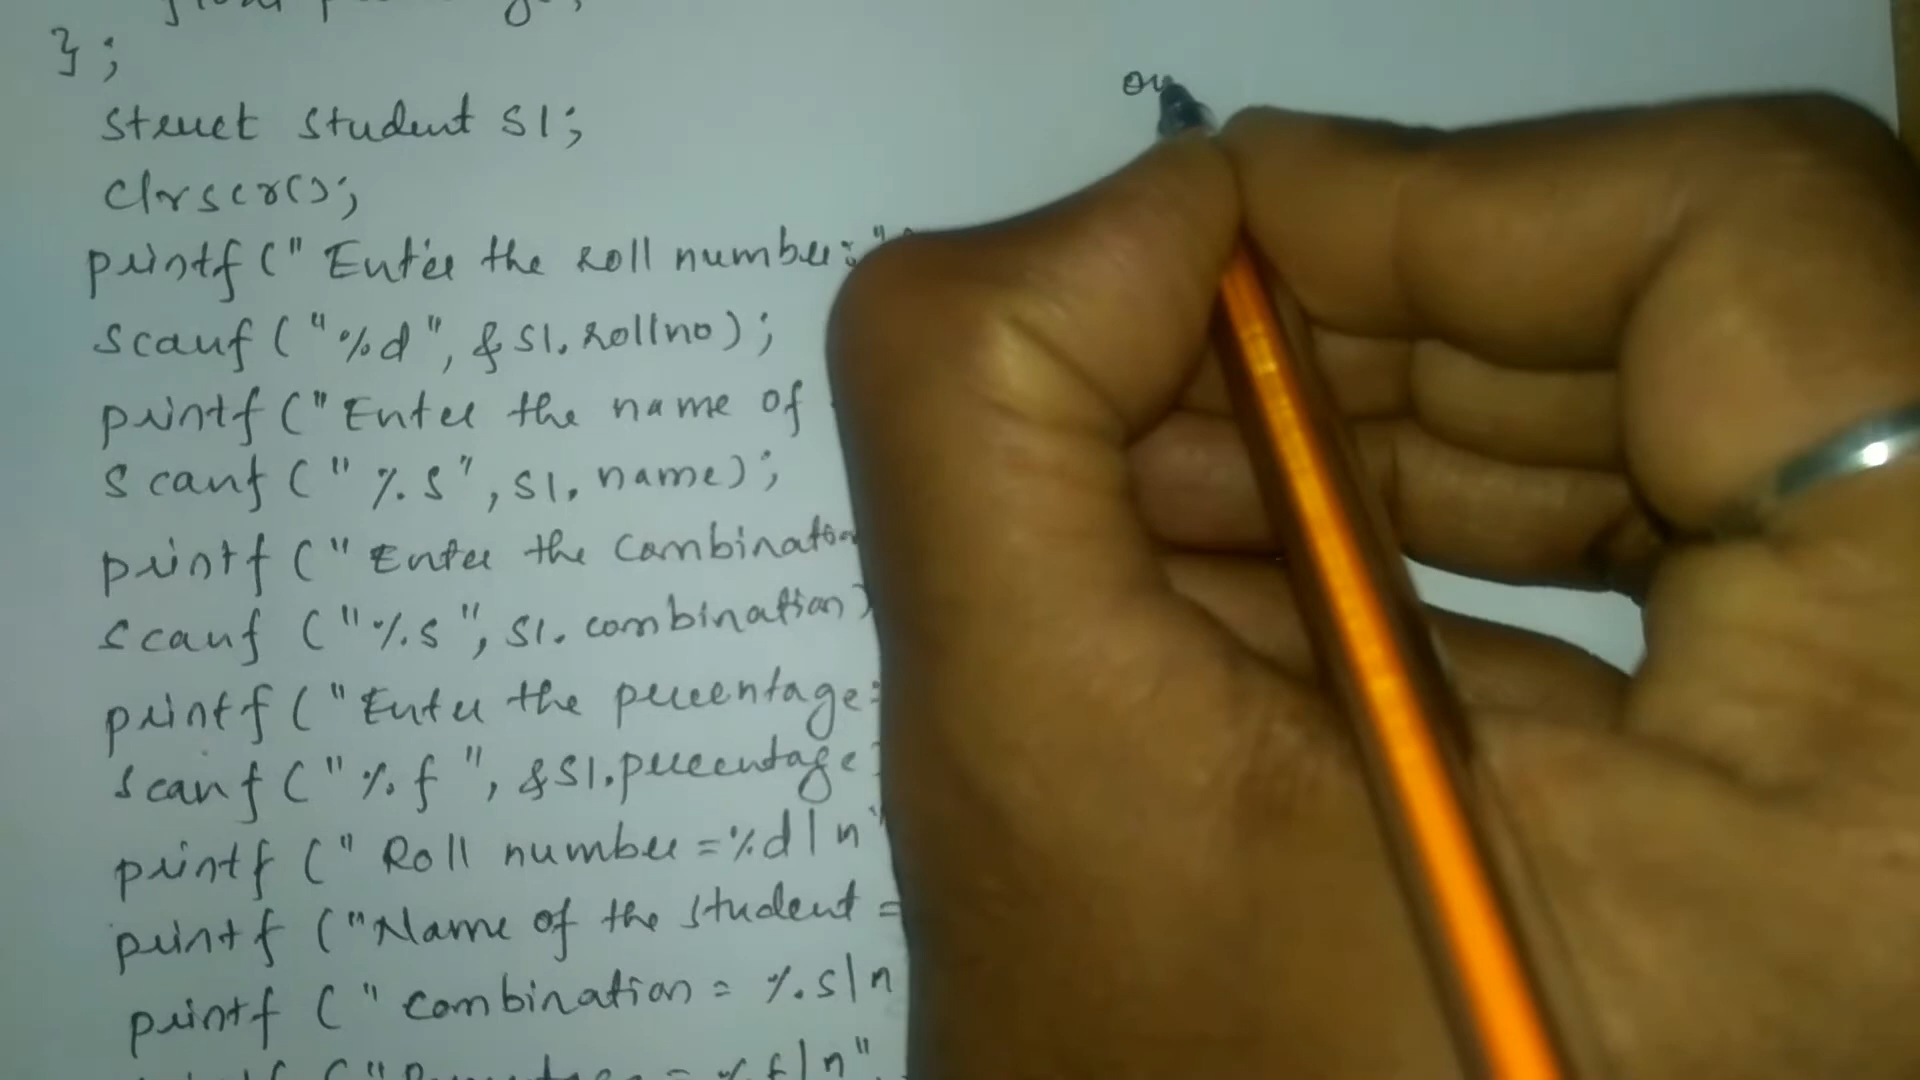 };
ou
struct student S1;
clrscr();
printf (" Enter the roll number:"
scanf ("%d", &S1.rollno);
printf ("Enter the name of
scanf ("%s", S1.name);
printf (" Enter the combination
scanf ("%s", S1.combination)
printf ("Enter the percentage:
scanf ("%f", &S1.percentage
printf (" Roll number =%d\n"
printf ("Name of the student =
printf (" combination = %s\n